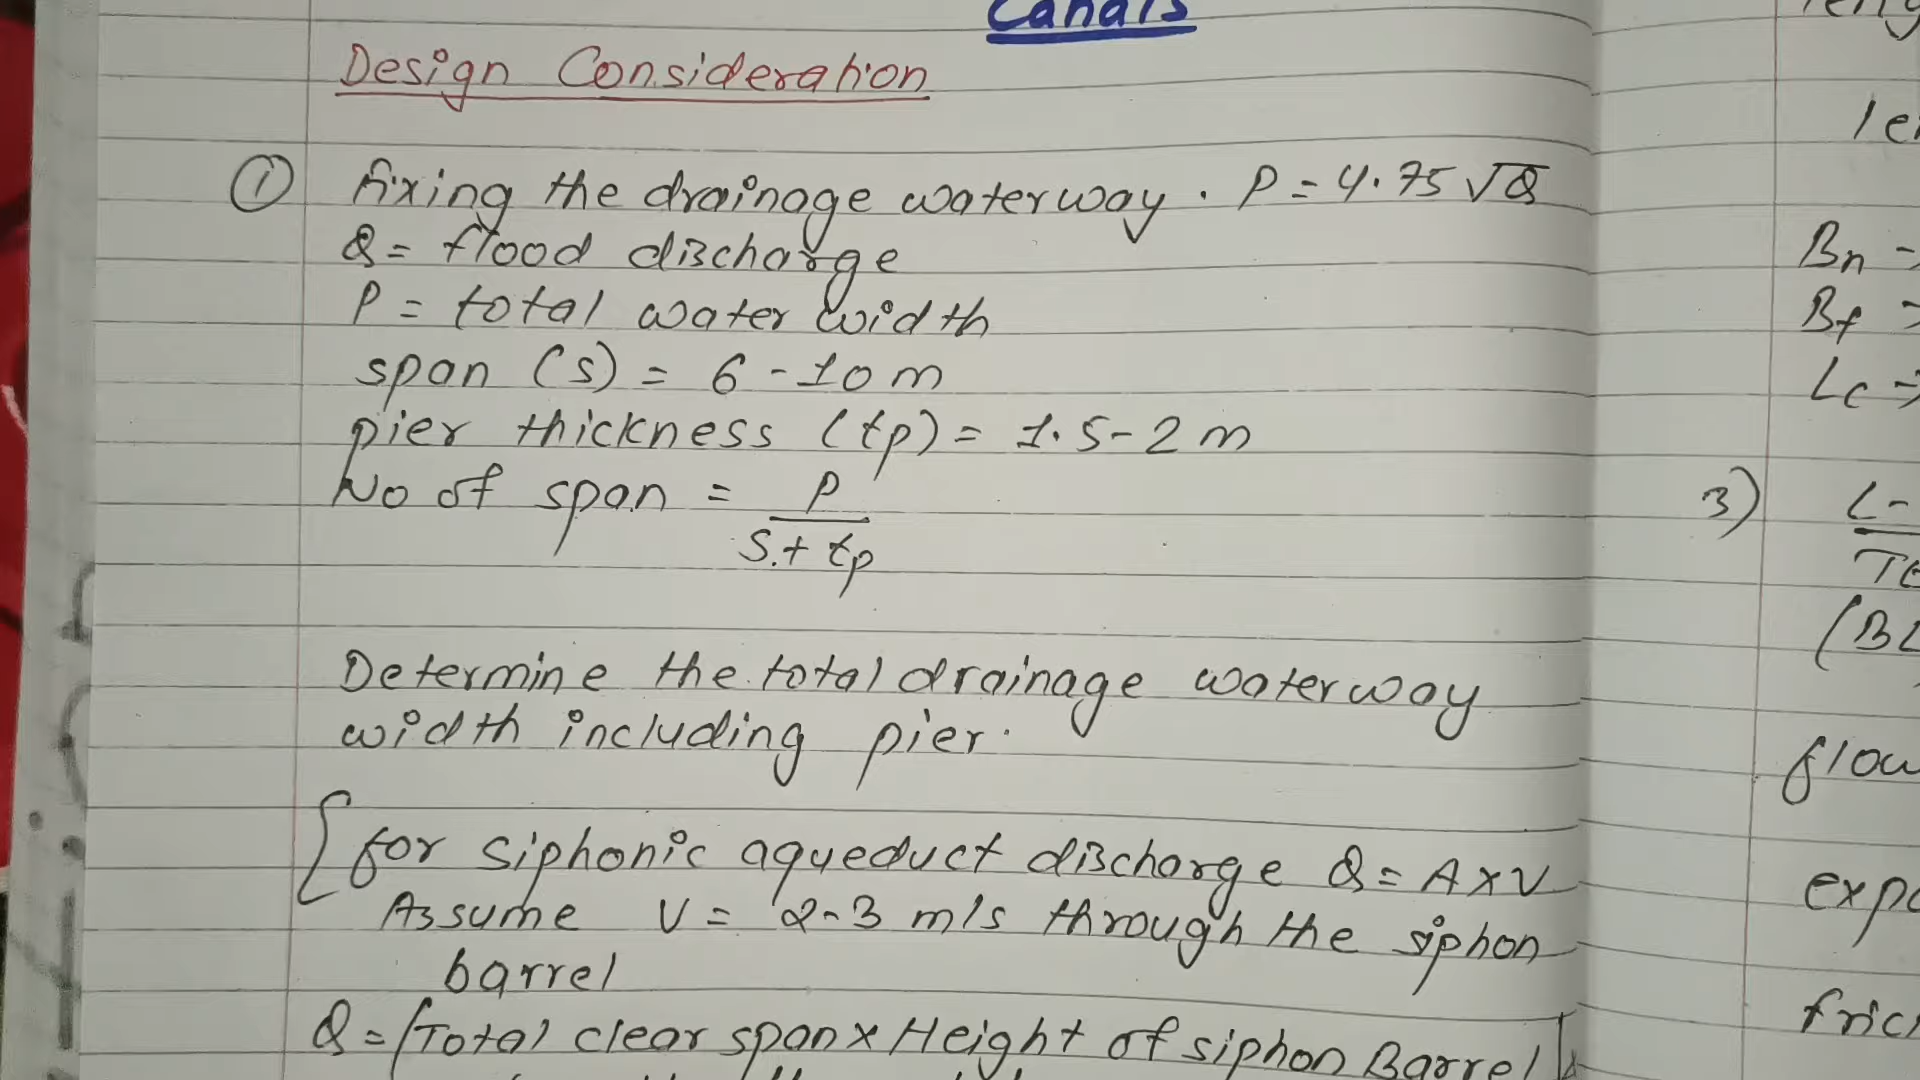 Canals
Design Consideration
① fixing the drainage waterway. P = 4.75 √Q
Q = flood discharge
P = total water width
span (s) = 6 - 10 m
pier thickness (tp) = 1.5 - 2 m
No of span = P
S + tp
Determine the total drainage waterway
width including pier.
{ for siphonic aqueduct discharge Q = A x V
Assume V = 2-3 m/s through the siphon
barrel
Q = (Total clear span x Height of siphon Barrel)
Bn
Bf
Lc
3)
flow